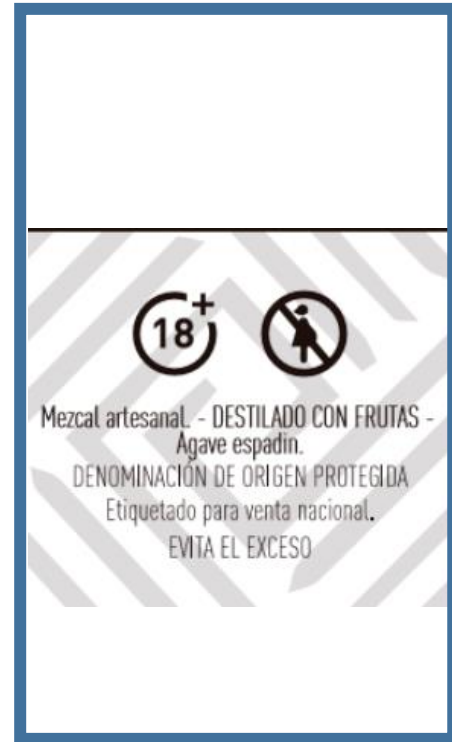 18+
Mezcal artesanal. - DESTILADO CON FRUTAS -
Agave espadin.
DENOMINACIÓN DE ORIGEN PROTEGIDA
Etiquetado para venta nacional.
EVITA EL EXCESO